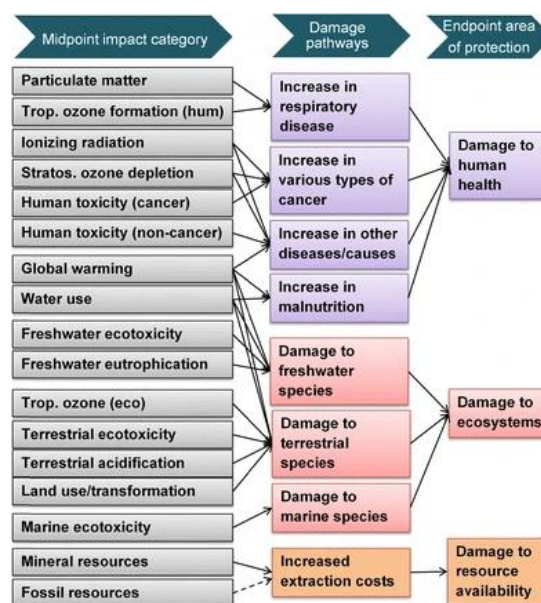 Midpoint impact category
Damage
pathways
Endpoint area
of protection
Particulate matter
Trop. ozone formation (hum)
Ionizing radiation
Stratos. ozone depletion
Human toxicity (cancer)
Human toxicity (non-cancer)
Global warming
Water use
Freshwater ecotoxicity
Freshwater eutrophication
Trop. ozone (eco)
Terrestrial ecotoxicity
Terrestrial acidification
Land use/transformation
Marine ecotoxicity
Mineral resources
Fossil resources
Increase in
respiratory
disease
Increase in
various types of
cancer
Increase in other
diseases/causes
Increase in
malnutrition
Damage to
freshwater
species
Damage to
terrestrial
species
Damage to
marine species
Increased
extraction costs
Damage to
human
health
Damage to
ecosystems
Damage to
resource
availability